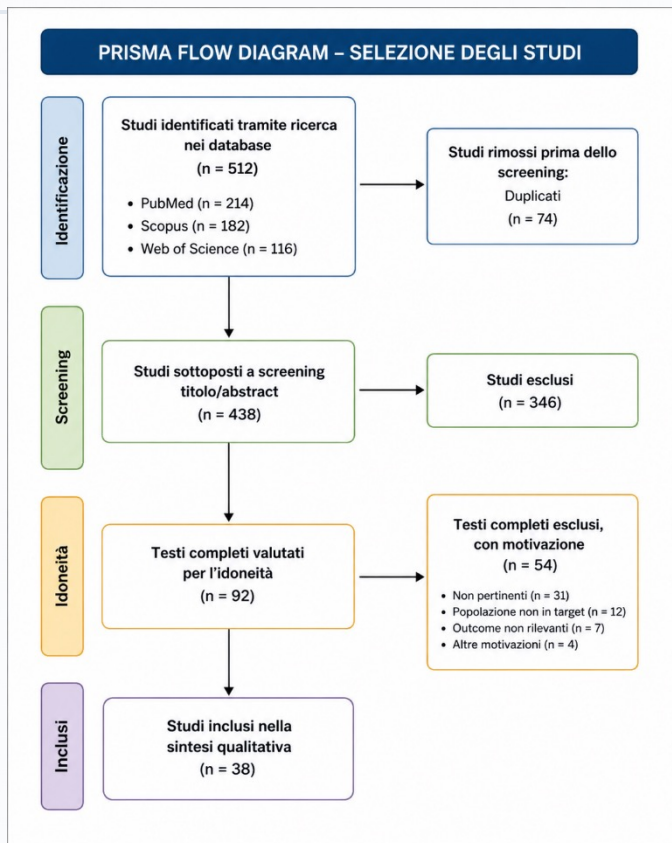 PRISMA FLOW DIAGRAM – SELEZIONE DEGLI STUDI
Identificazione
Studi identificati tramite ricerca
nei database
(n = 512)
• PubMed (n = 214)
• Scopus (n = 182)
• Web of Science (n = 116)
Studi rimossi prima dello
screening:
Duplicati
(n = 74)
Screening
Studi sottoposti a screening
titolo/abstract
(n = 438)
Studi esclusi
(n = 346)
Idoneità
Testi completi valutati
per l'idoneità
(n = 92)
Testi completi esclusi,
con motivazione
(n = 54)
• Non pertinenti (n = 31)
• Popolazione non in target (n = 12)
• Outcome non rilevanti (n = 7)
• Altre motivazioni (n = 4)
Inclusi
Studi inclusi nella
sintesi qualitativa
(n = 38)